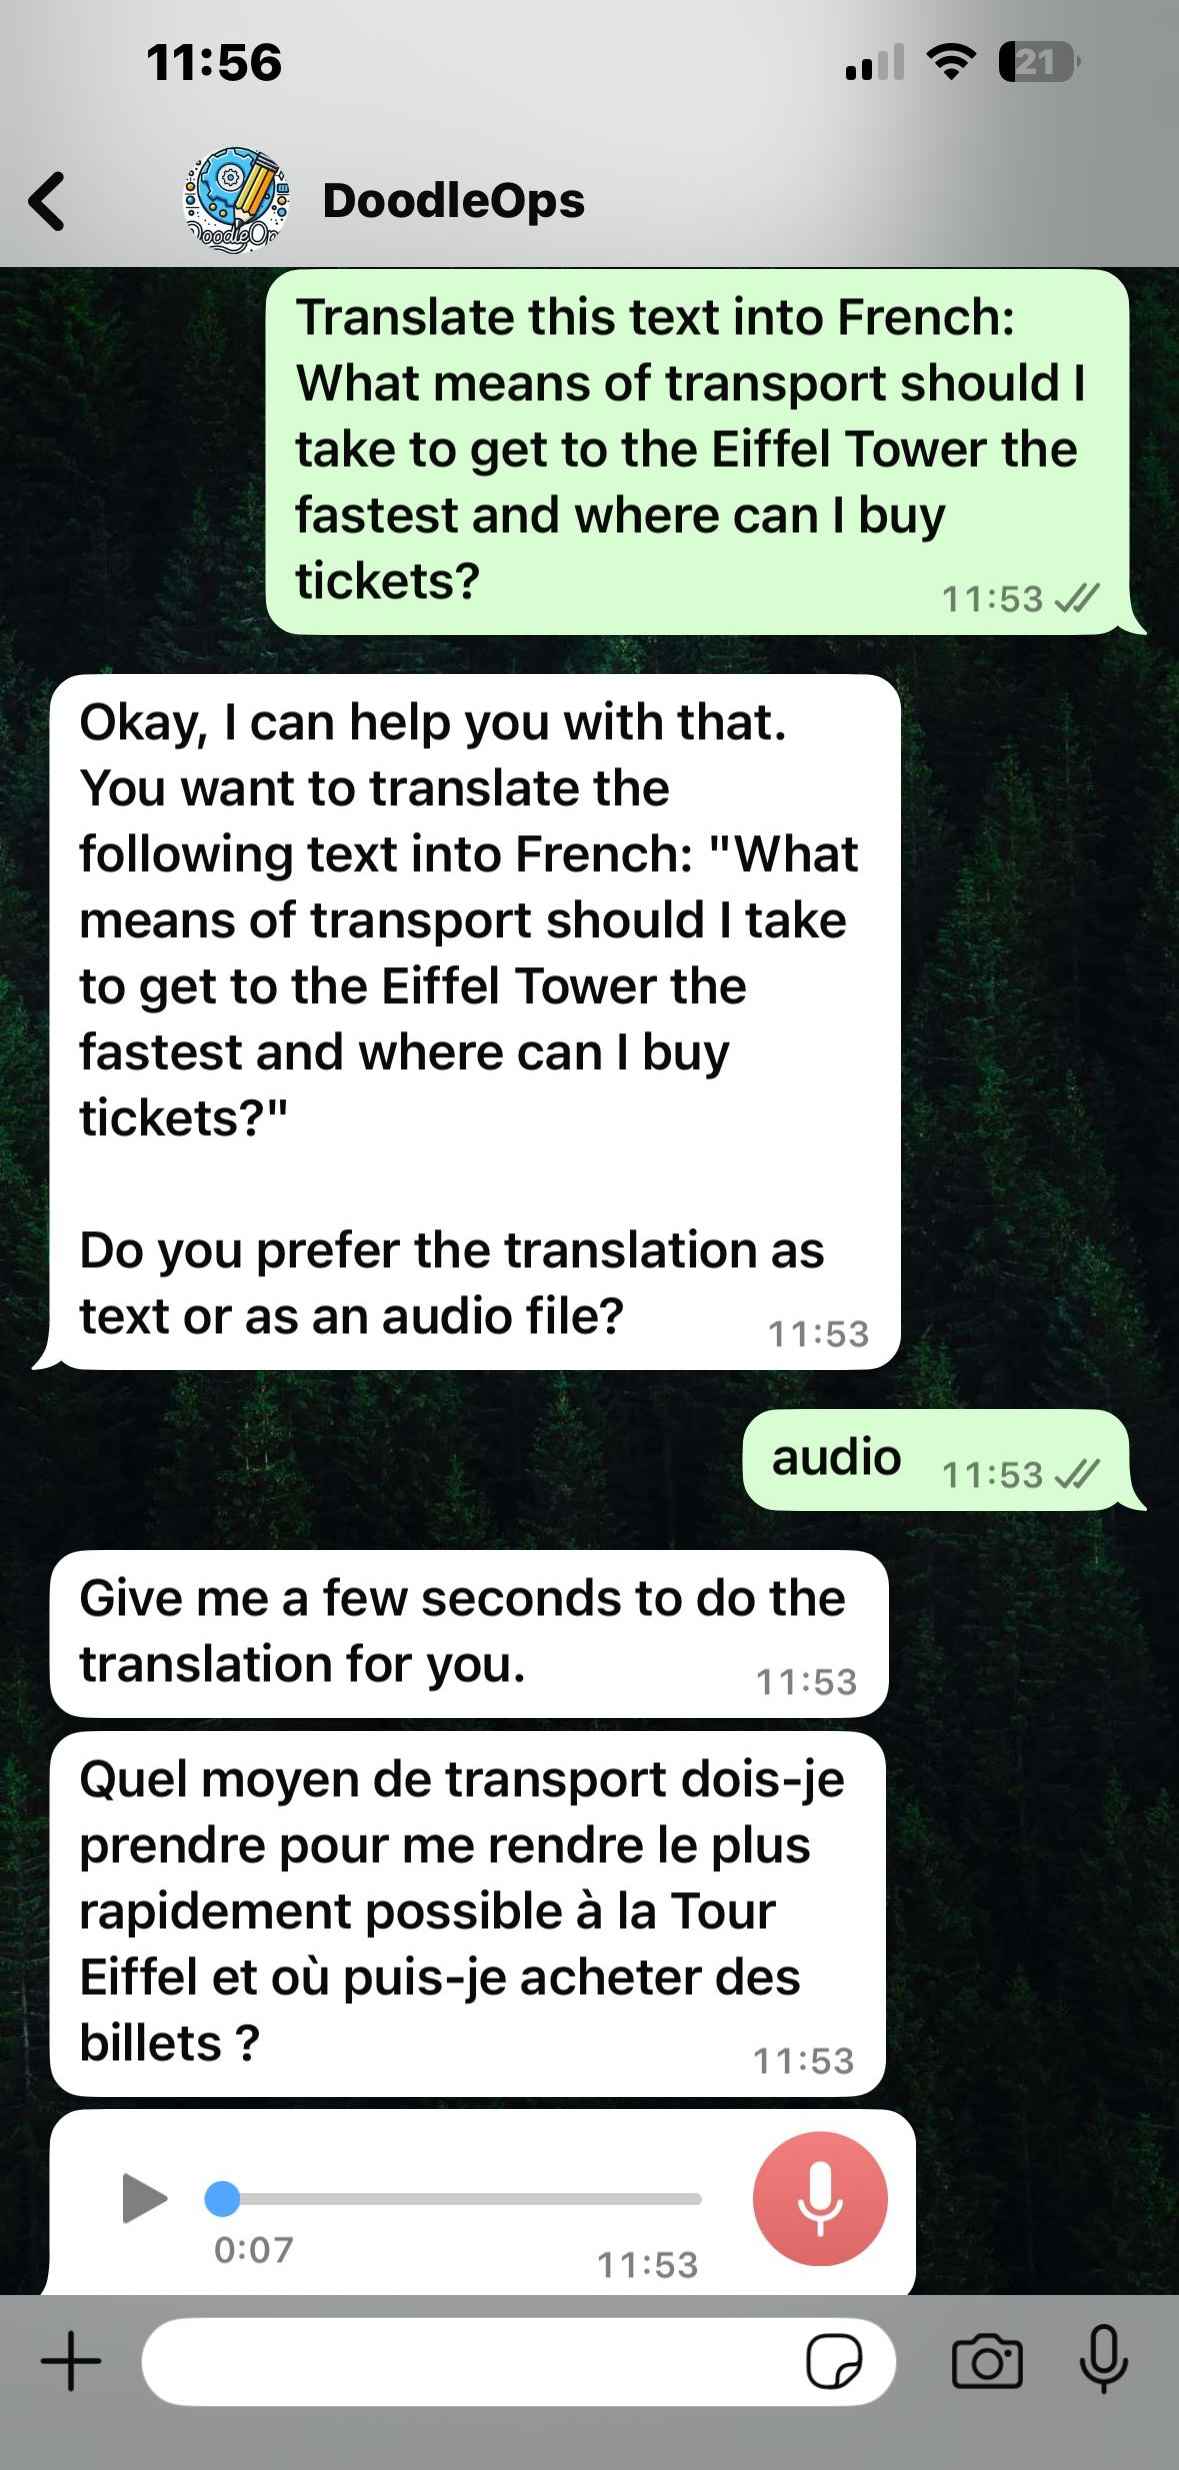 11:56
21
DoodleOps
DoodleOp
Translate this text into French:
What means of transport should I
take to get to the Eiffel Tower the
fastest and where can I buy
tickets?
11:53
Okay, I can help you with that.
You want to translate the
following text into French: "What
means of transport should I take
to get to the Eiffel Tower the
fastest and where can I buy
tickets?"
Do you prefer the translation as
text or as an audio file?
11:53
audio
11:53
Give me a few seconds to do the
translation for you.
11:53
Quel moyen de transport dois-je
prendre pour me rendre le plus
rapidement possible à la Tour
Eiffel et où puis-je acheter des
billets ?
11:53
0:07
11:53